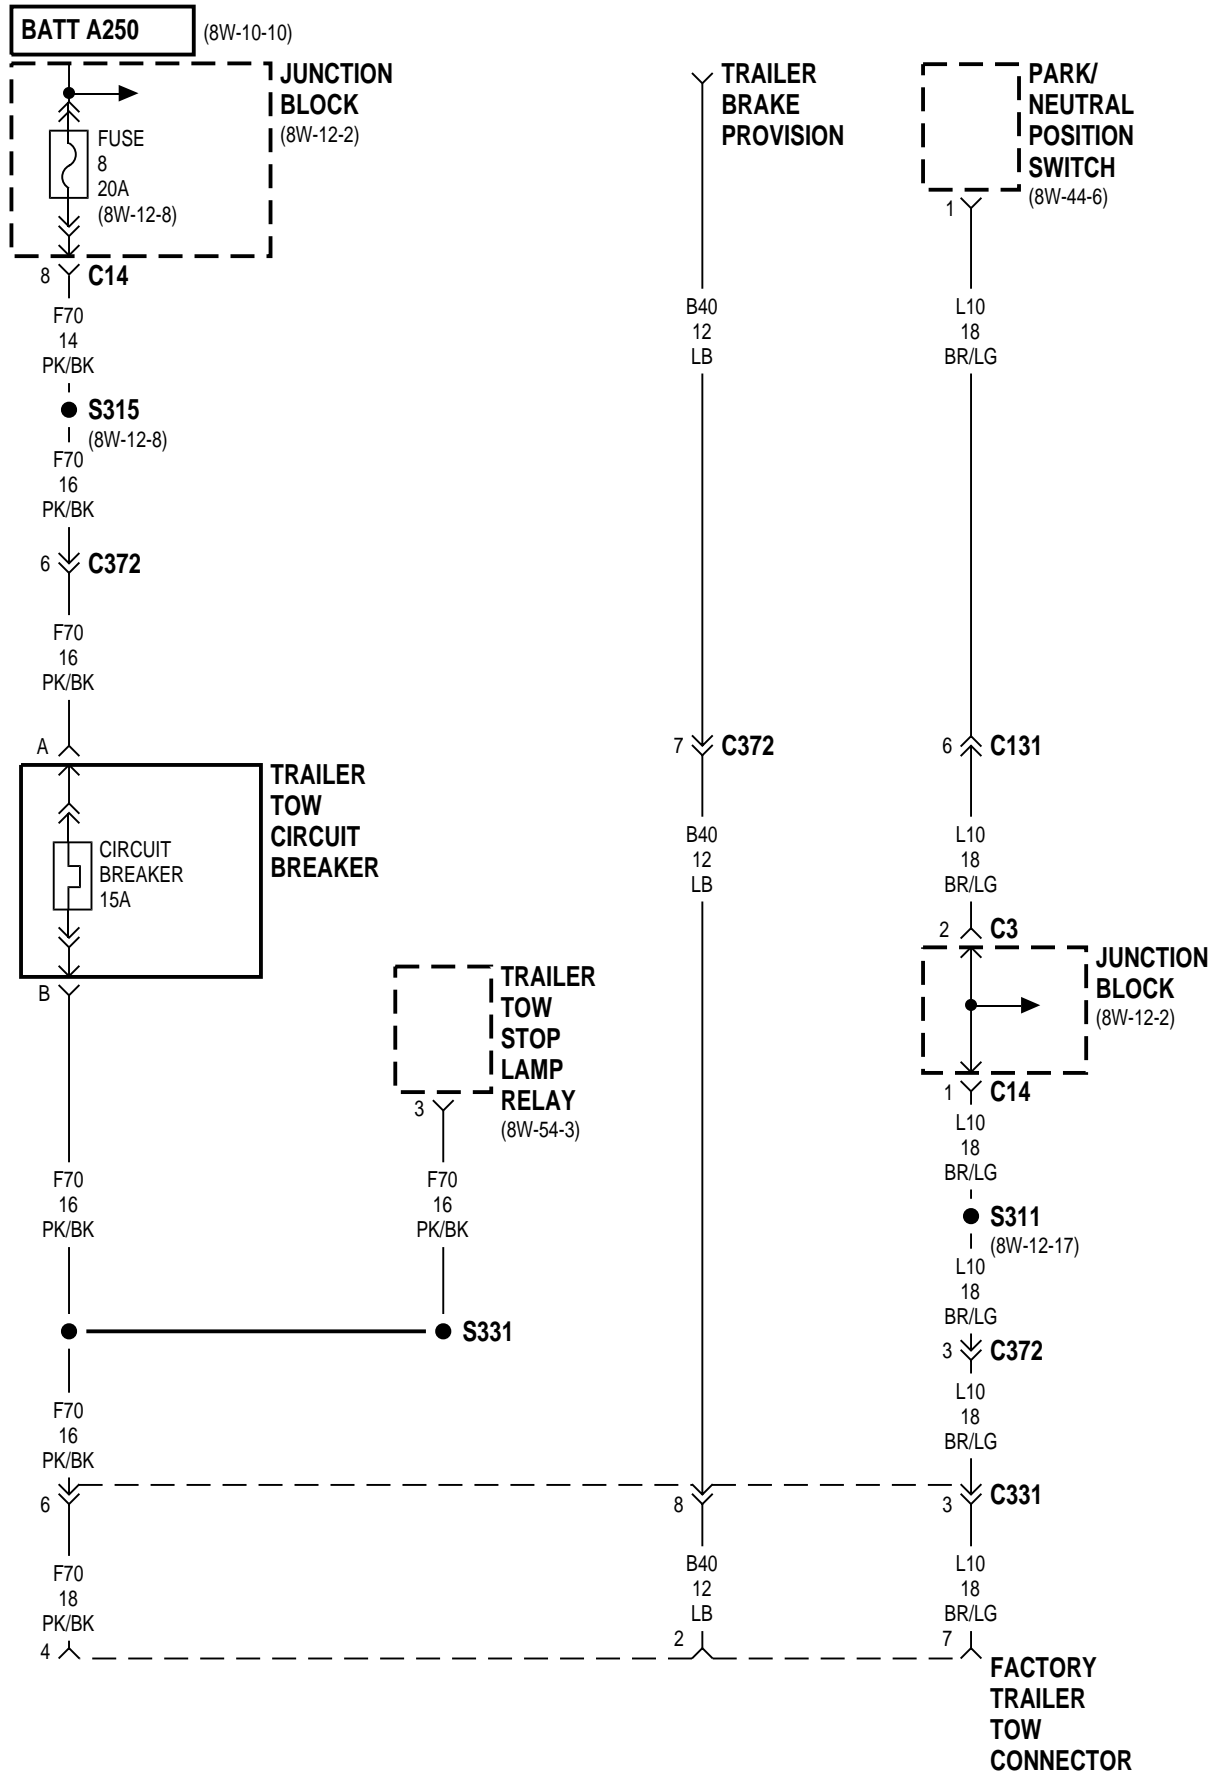 BATT A250
(8W-10-10)
JUNCTION
BLOCK
(8W-12-2)
FUSE
8
20A
(8W-12-8)
8
C14
F70
14
PK/BK
S315
(8W-12-8)
F70
16
PK/BK
6
C372
F70
16
PK/BK
A
TRAILER
TOW
CIRCUIT
BREAKER
CIRCUIT
BREAKER
15A
B
F70
16
PK/BK
TRAILER
TOW
STOP
LAMP
RELAY
(8W-54-3)
3
F70
16
PK/BK
S331
F70
16
PK/BK
6
F70
18
PK/BK
4
TRAILER
BRAKE
PROVISION
B40
12
LB
7
C372
B40
12
LB
8
B40
12
LB
2
PARK/
NEUTRAL
POSITION
SWITCH
(8W-44-6)
1
L10
18
BR/LG
6
C131
L10
18
BR/LG
2
C3
JUNCTION
BLOCK
(8W-12-2)
1
C14
L10
18
BR/LG
S311
(8W-12-17)
L10
18
BR/LG
3
C372
L10
18
BR/LG
3
C331
L10
18
BR/LG
7
FACTORY
TRAILER
TOW
CONNECTOR